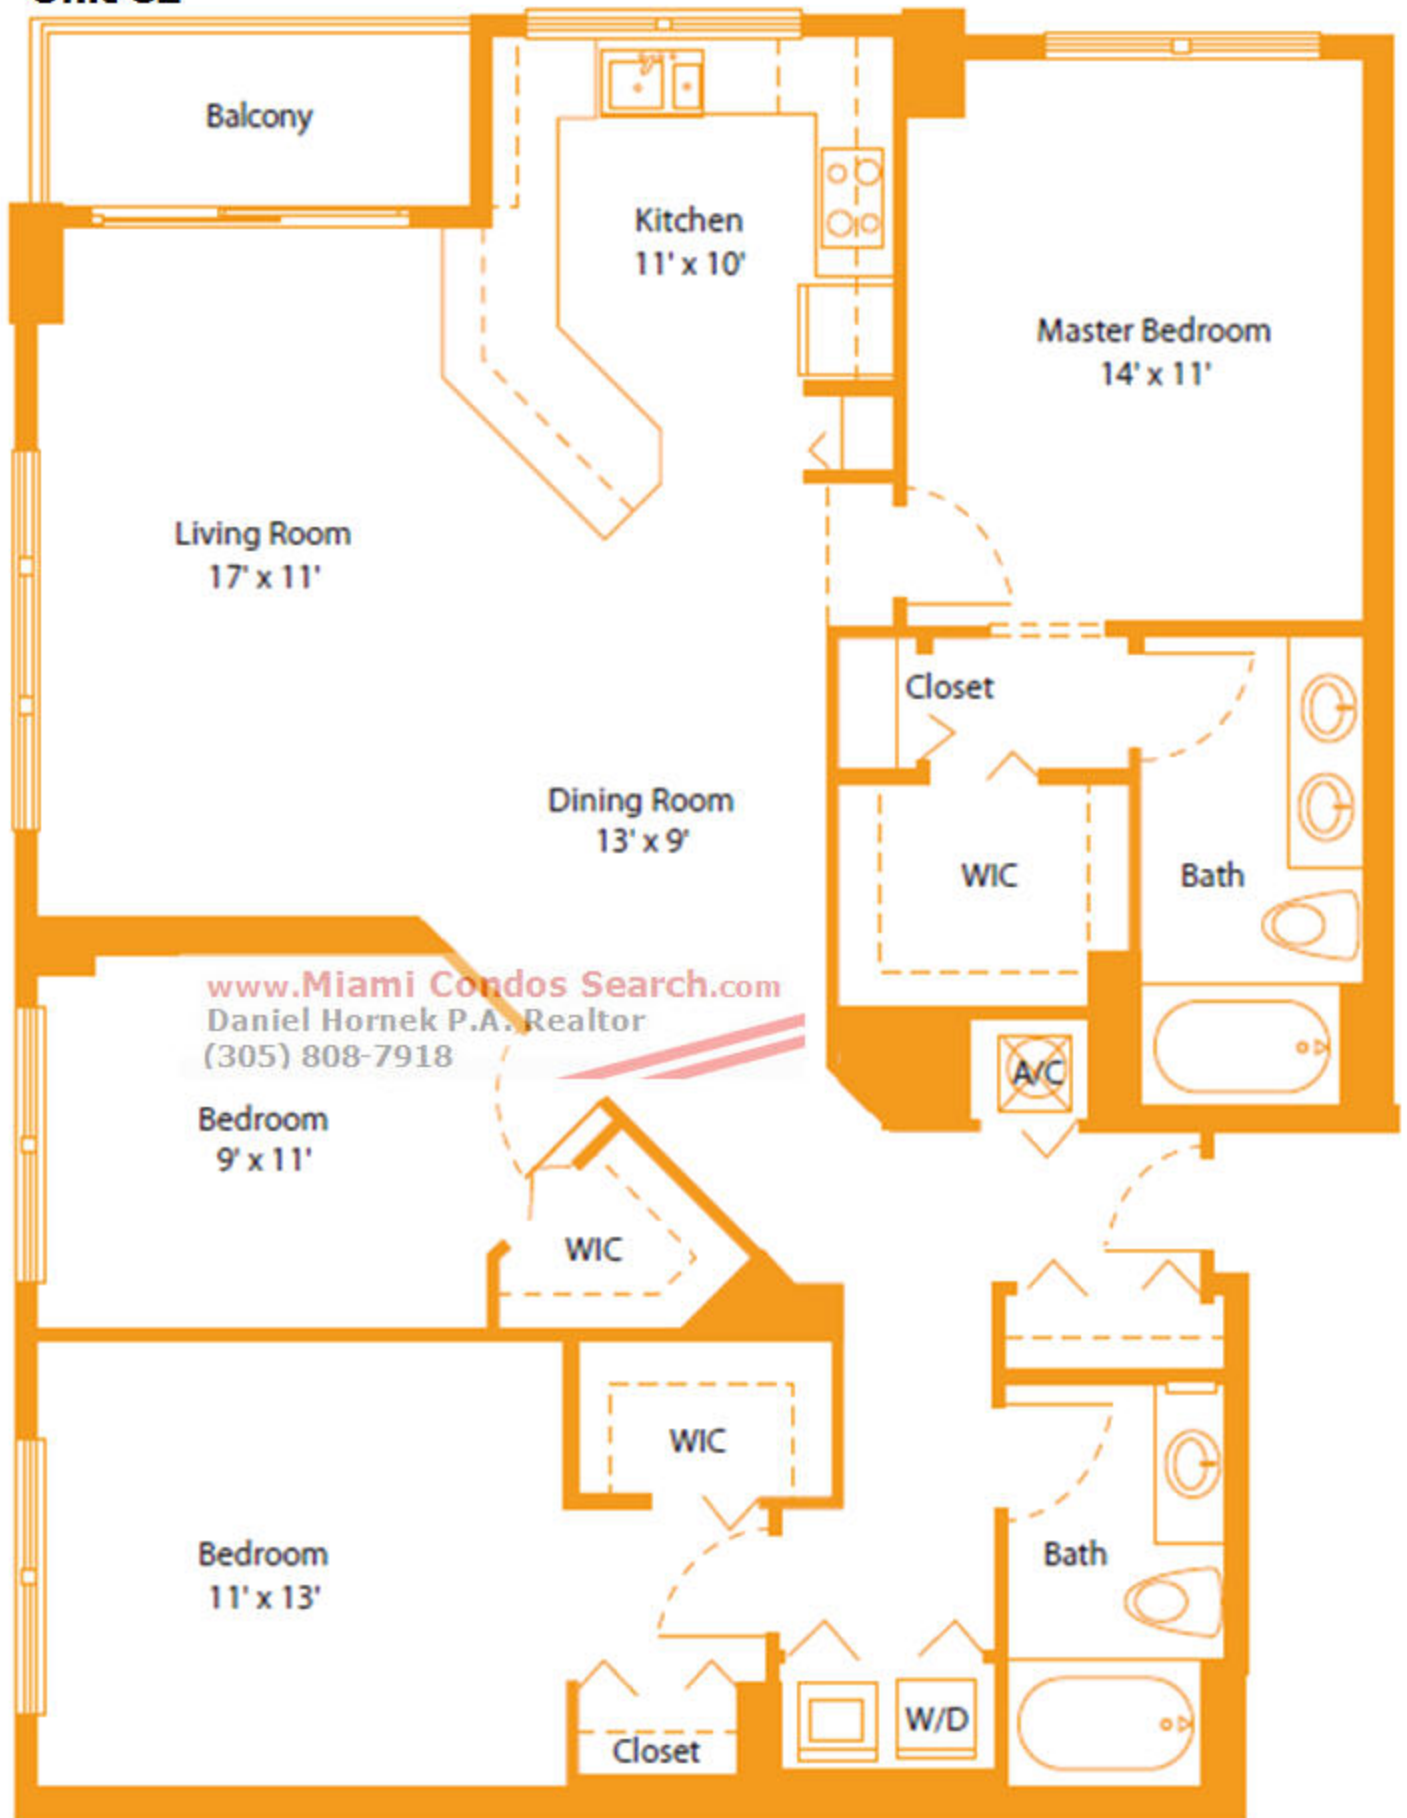 Balcony
Kitchen
11' x 10'
Master Bedroom
14' x 11'
Living Room
17' x 11'
Closet
Dining Room
13' x 9'
WIC
Bath
www.Miami Condos Search.com
Daniel Hornek P.A. Realtor
(305) 808-7918
A/C
Bedroom
9' x 11'
WIC
WIC
Bedroom
11' x 13'
Bath
W/D
Closet